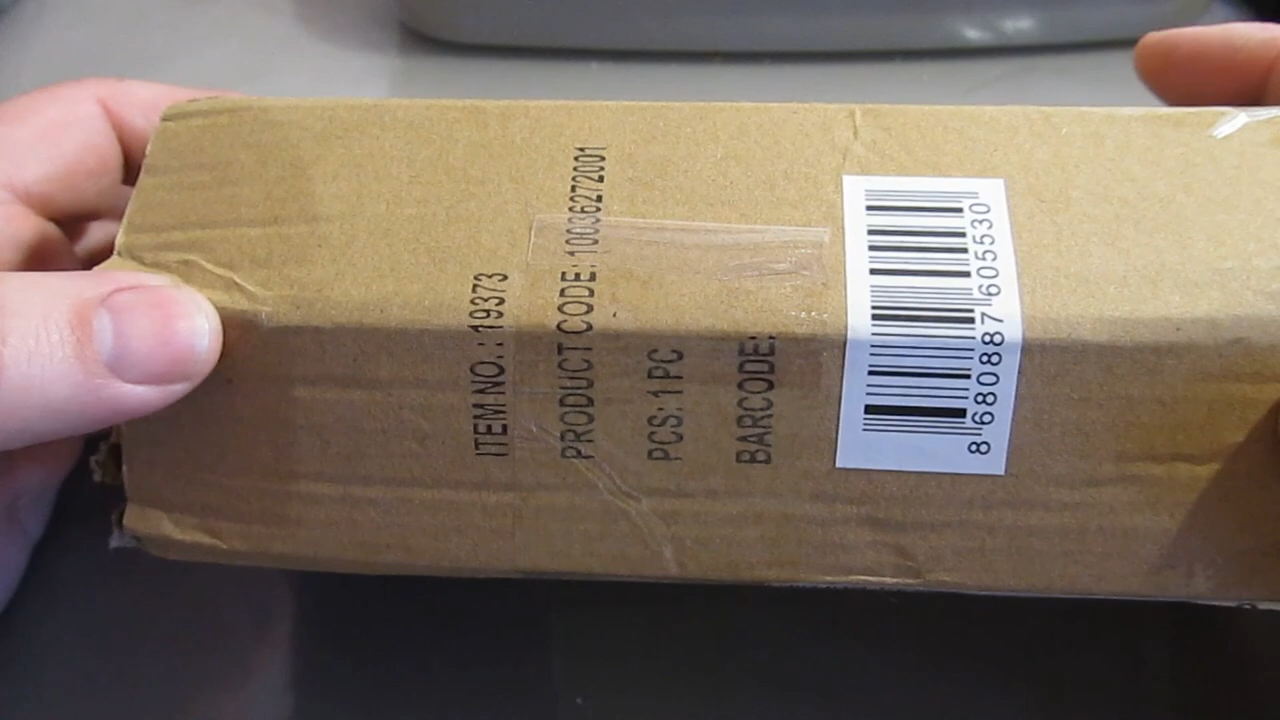 ITEM NO.: 19373
PRODUCT CODE: 10036272001
PCS: 1 PC
BARCODE:
8 680887 605530